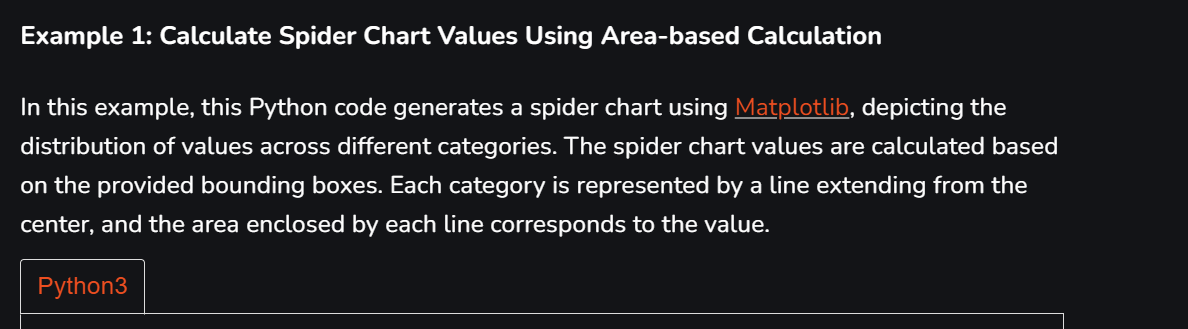 Example 1: Calculate Spider Chart Values Using Area-based Calculation
In this example, this Python code generates a spider chart using Matplotlib, depicting the
distribution of values across different categories. The spider chart values are calculated based
on the provided bounding boxes. Each category is represented by a line extending from the
center, and the area enclosed by each line corresponds to the value.
Python3